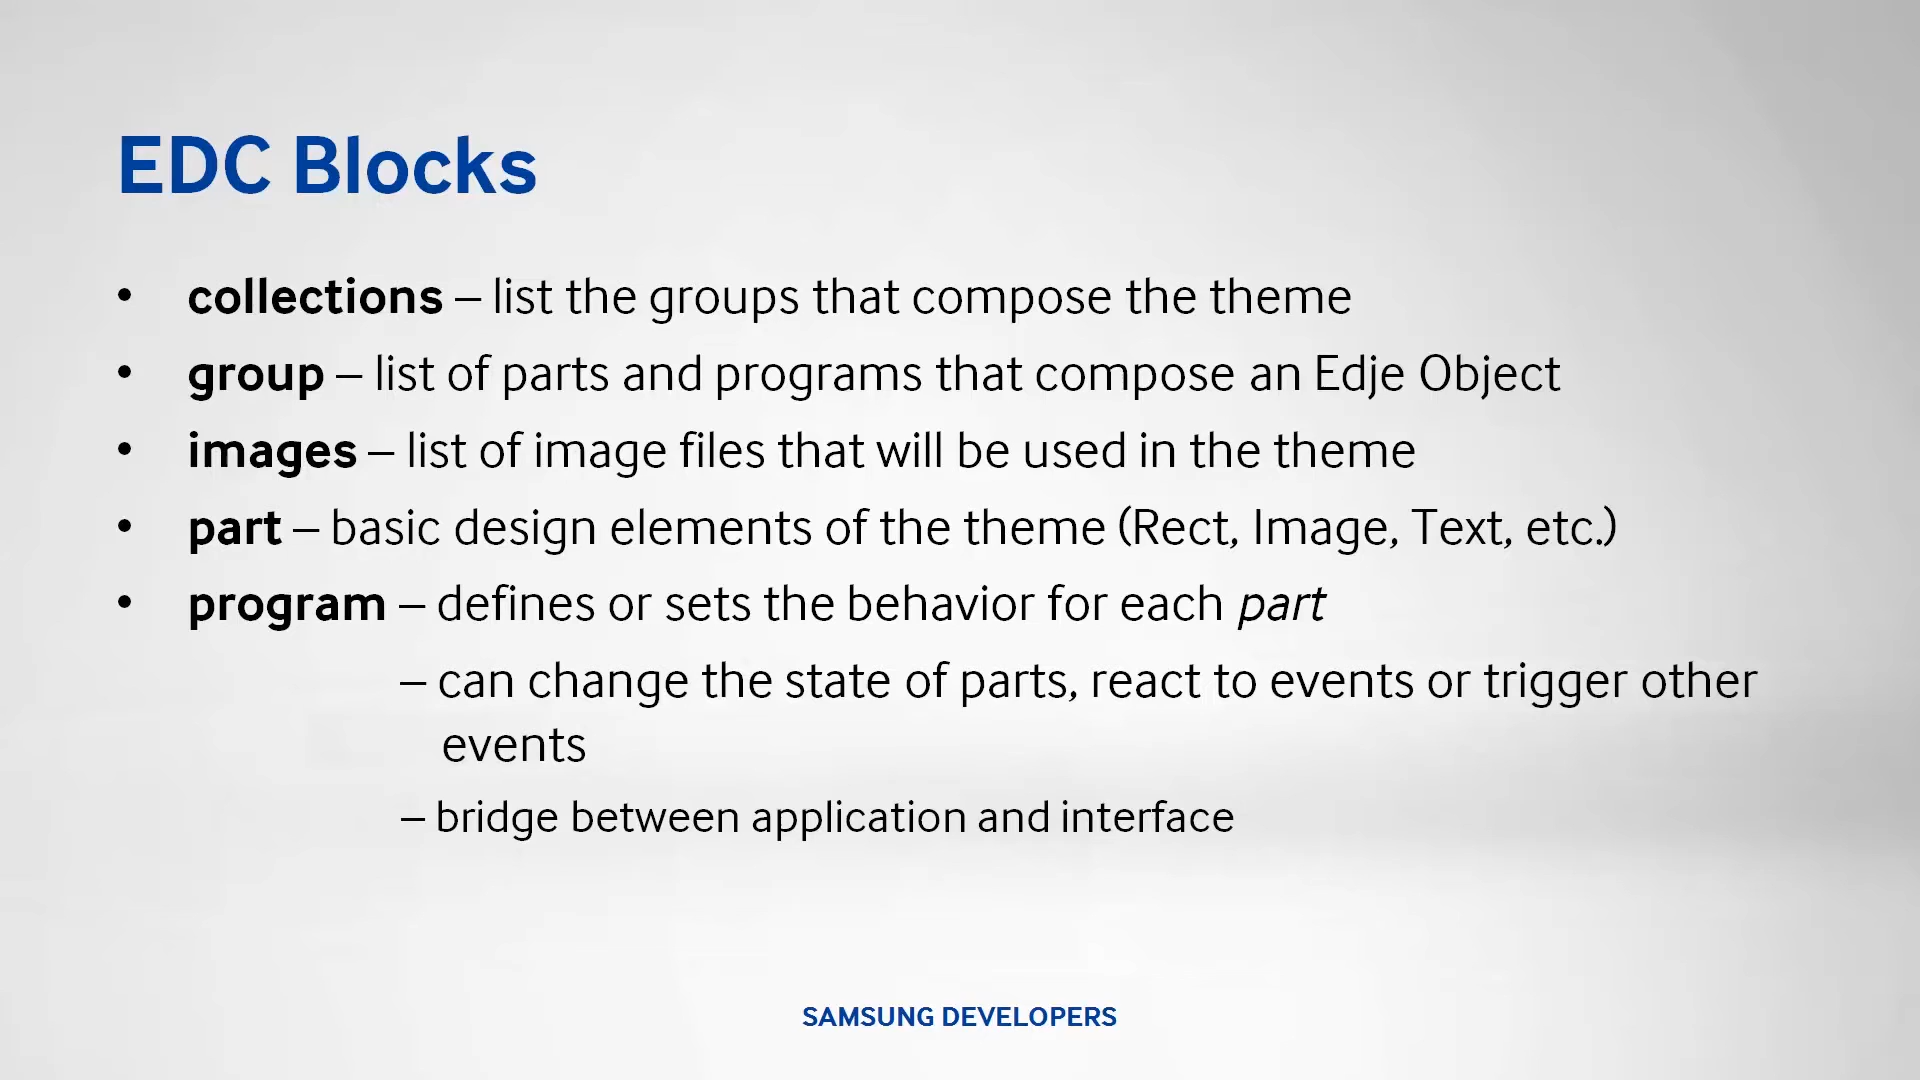 EDC Blocks
• collections – list the groups that compose the theme
• group – list of parts and programs that compose an Edje Object
• images – list of image files that will be used in the theme
• part – basic design elements of the theme (Rect, Image, Text, etc.)
• program – defines or sets the behavior for each part
– can change the state of parts, react to events or trigger other
events
– bridge between application and interface
SAMSUNG DEVELOPERS